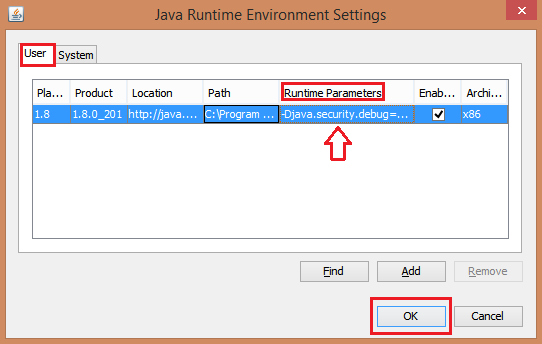 Java Runtime Environment Settings
User System
Pla... Product Location Path Runtime Parameters Enab... Archi...
1.8 1.8.0_201 http://java.... C:\Program ... -Djava.security.debug=... x86
Find Add Remove
OK Cancel